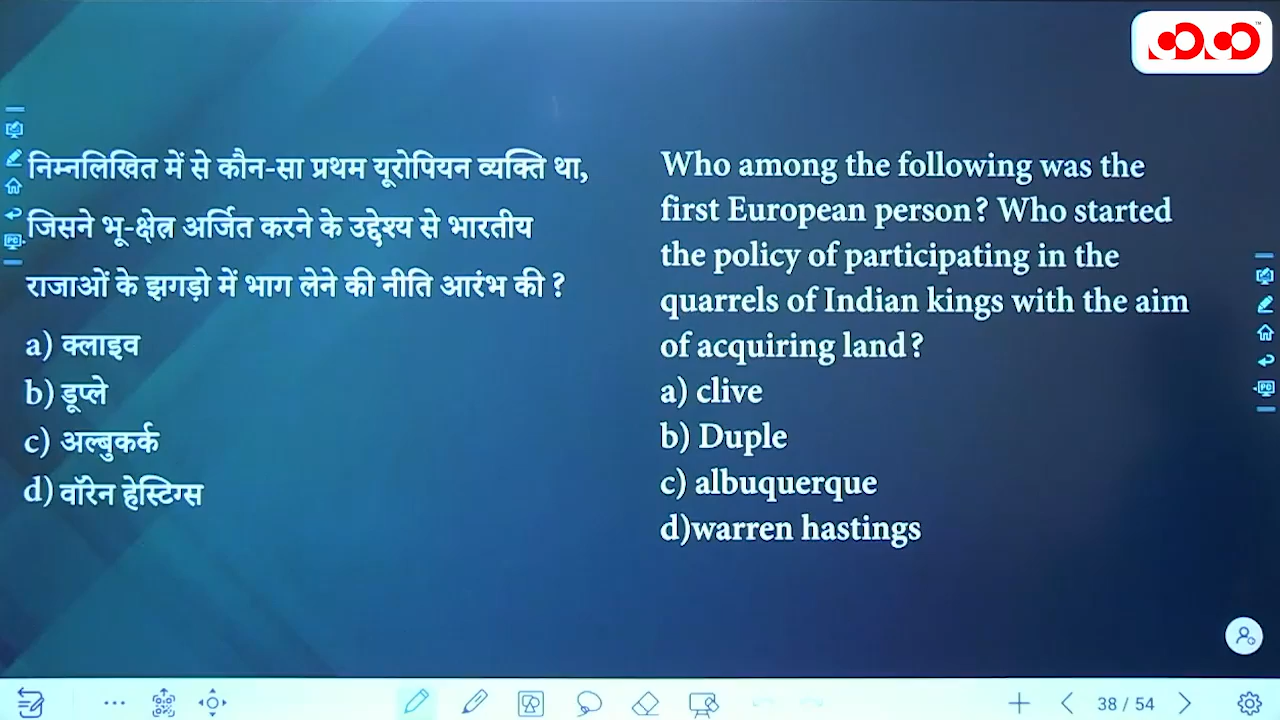 निम्नलिखित में से कौन-सा प्रथम यूरोपियन व्यक्ति था,
जिसने भू-क्षेत्र अर्जित करने के उद्देश्य से भारतीय
राजाओं के झगड़ो में भाग लेने की नीति आरंभ की ?
a) क्लाइव
b) डूप्ले
c) अल्बुकर्क
d) वॉरेन हेस्टिग्स
Who among the following was the
first European person? Who started
the policy of participating in the
quarrels of Indian kings with the aim
of acquiring land?
a) clive
b) Duple
c) albuquerque
d)warren hastings
38 / 54